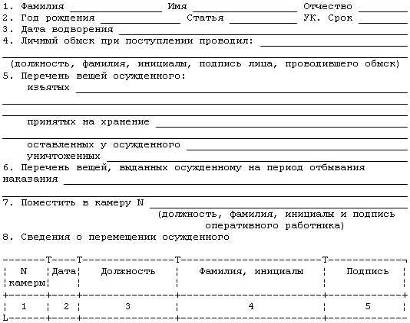 1. Фамилия Имя Отчество
2. Год рождения Статья УК. Срок
3. Дата водворения
4. Личный обыск при поступлении проводил:
(должность, фамилия, инициалы, подпись лица, проводившего обыск)
5. Перечень вещей осужденного:
изъятых
принятых на хранение
оставленных у осужденного
уничтоженных
6. Перечень вещей, выданных осужденному на период отбывания
наказания
7. Поместить в камеру N
(должность, фамилия, инициалы и подпись
оперативного работника)
8. Сведения о перемещении осужденного
N Дата Должность Фамилия, инициалы Подпись
камеры
1 2 3 4 5